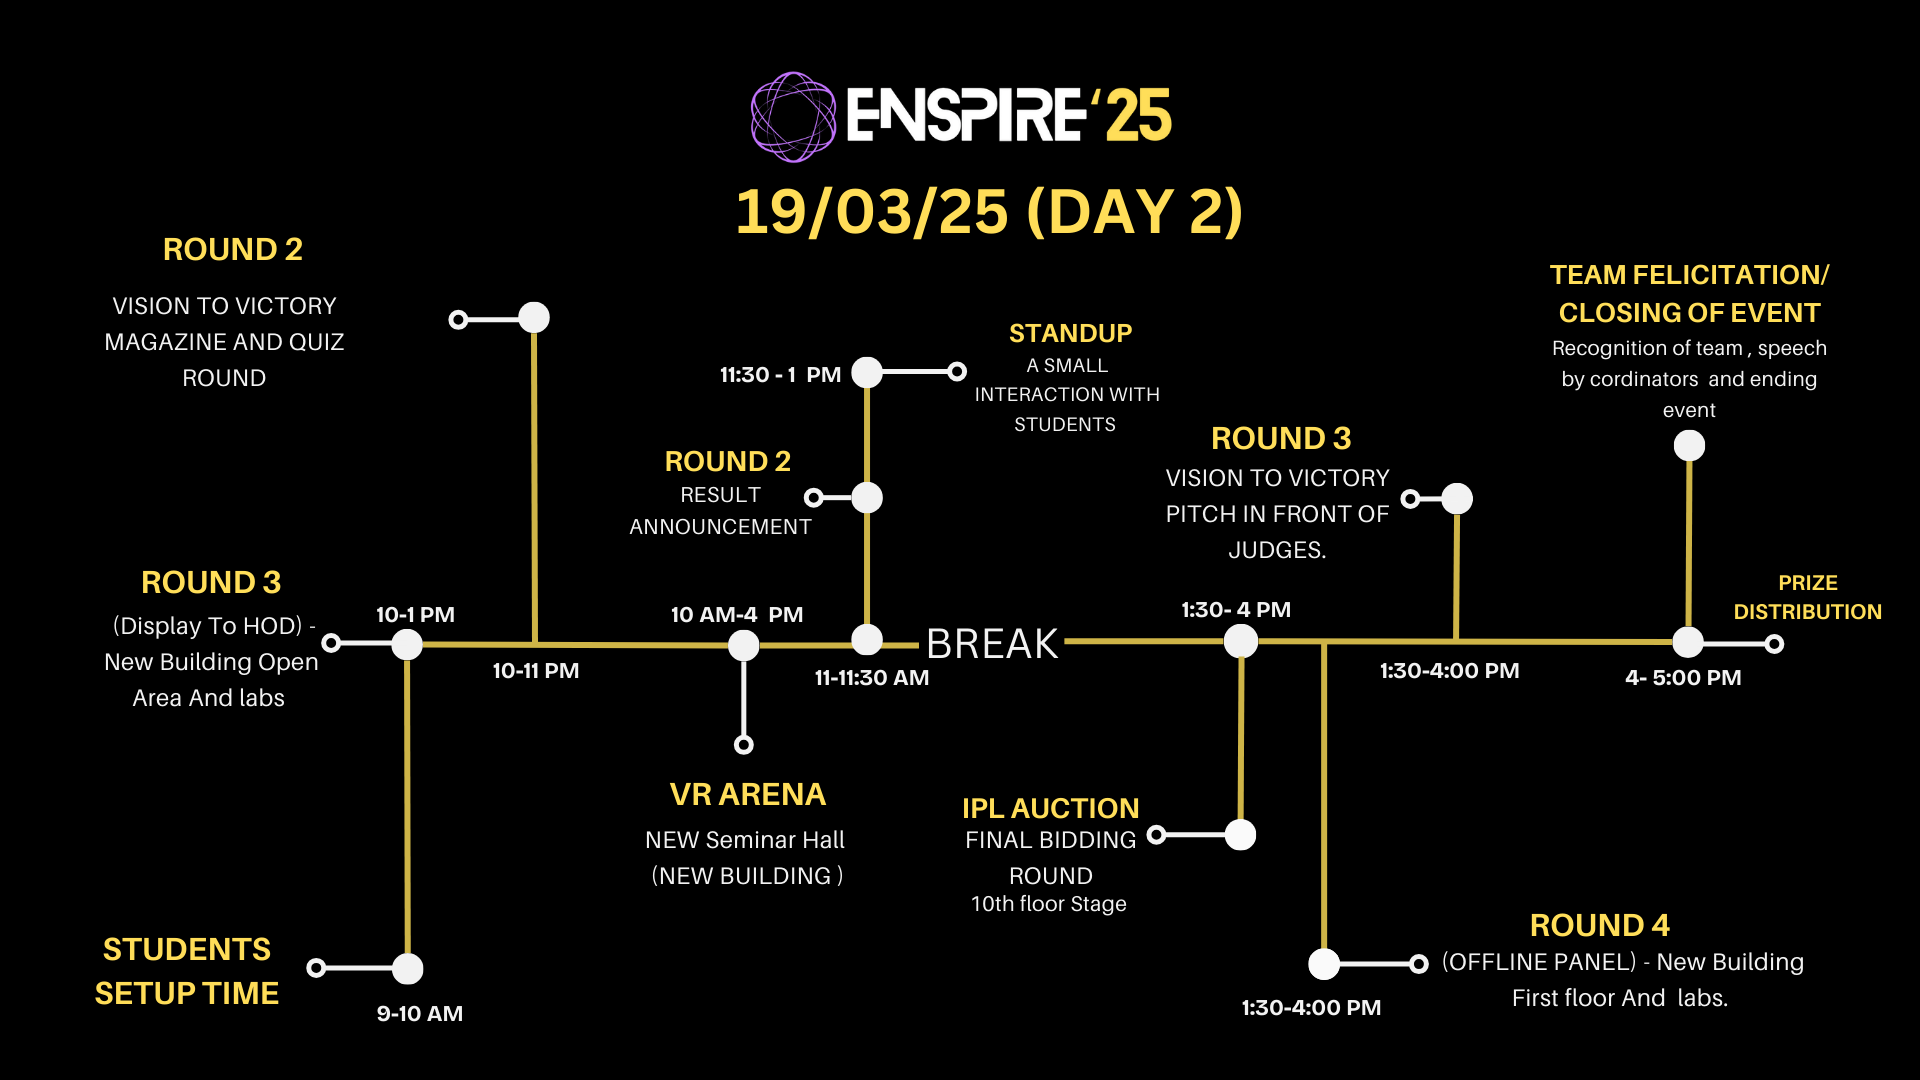 ENSPIRE ‘25
19/03/25 (DAY 2)
ROUND 2
VISION TO VICTORY
MAGAZINE AND QUIZ
ROUND
10-11 PM
ROUND 3
(Display To HOD) -
New Building Open
Area And labs
10-1 PM
STUDENTS
SETUP TIME
9-10 AM
10 AM-4 PM
VR ARENA
NEW Seminar Hall
(NEW BUILDING )
11:30 - 1 PM
STANDUP
A SMALL
INTERACTION WITH
STUDENTS
ROUND 2
RESULT
ANNOUNCEMENT
11-11:30 AM
BREAK
1:30- 4 PM
IPL AUCTION
FINAL BIDDING
ROUND
10th floor Stage
ROUND 3
VISION TO VICTORY
PITCH IN FRONT OF
JUDGES.
1:30-4:00 PM
ROUND 4
(OFFLINE PANEL) - New Building
First floor And labs.
1:30-4:00 PM
TEAM FELICITATION/
CLOSING OF EVENT
Recognition of team , speech
by cordinators and ending
event
PRIZE
DISTRIBUTION
4- 5:00 PM